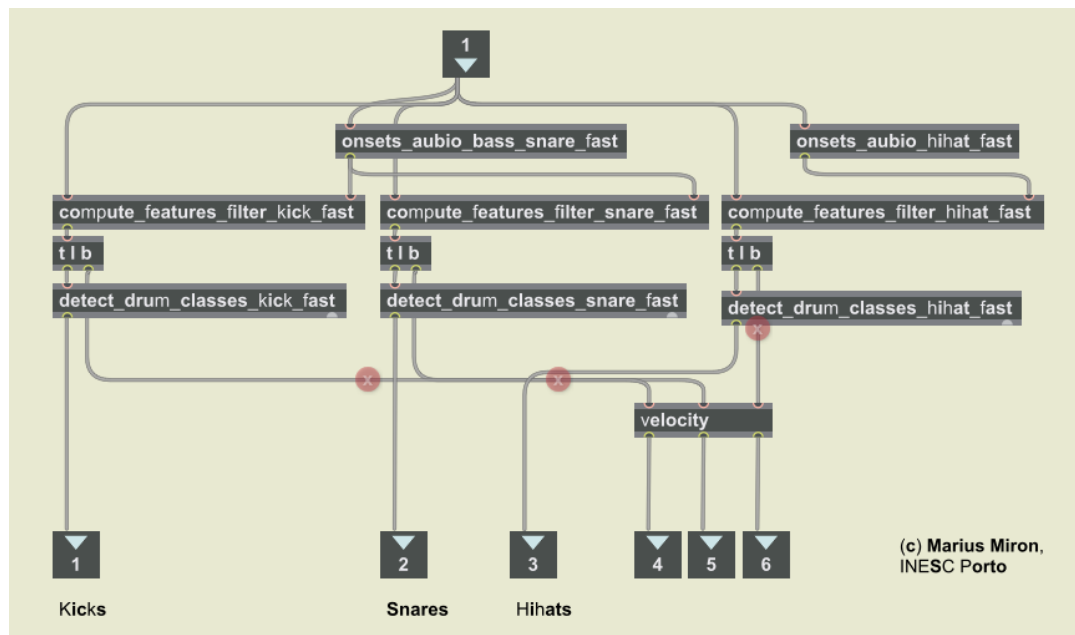 1
onsets_aubio_bass_snare_fast
onsets_aubio_hihat_fast
compute_features_filter_kick_fast
compute_features_filter_snare_fast
compute_features_filter_hihat_fast
t l b
t l b
t l b
detect_drum_classes_kick_fast
detect_drum_classes_snare_fast
detect_drum_classes_hihat_fast
x
x
x
velocity
1
2
3
4
5
6
(c) Marius Miron,
INESC Porto
Kicks
Snares
Hihats